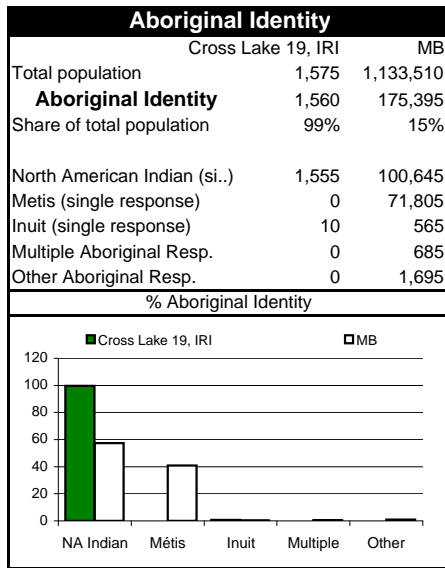 Aboriginal Identity
Cross Lake 19, IRI MB
Total population 1,575 1,133,510
Aboriginal Identity 1,560 175,395
Share of total population 99% 15%
North American Indian (si..) 1,555 100,645
Metis (single response) 0 71,805
Inuit (single response) 10 565
Multiple Aboriginal Resp. 0 685
Other Aboriginal Resp. 0 1,695
% Aboriginal Identity
Cross Lake 19, IRI MB
120
100
80
60
40
20
0
NA Indian Métis Inuit Multiple Other